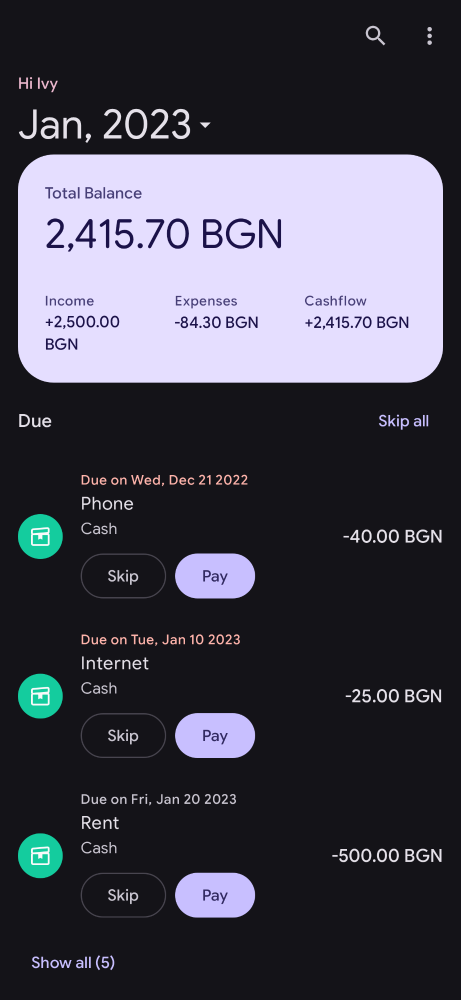 Hi Ivy
Jan, 2023
Total Balance
2,415.70 BGN
Income
+2,500.00
BGN
Expenses
-84.30 BGN
Cashflow
+2,415.70 BGN
Due
Skip all
Due on Wed, Dec 21 2022
Phone
Cash
-40.00 BGN
Skip
Pay
Due on Tue, Jan 10 2023
Internet
Cash
-25.00 BGN
Skip
Pay
Due on Fri, Jan 20 2023
Rent
Cash
-500.00 BGN
Skip
Pay
Show all (5)